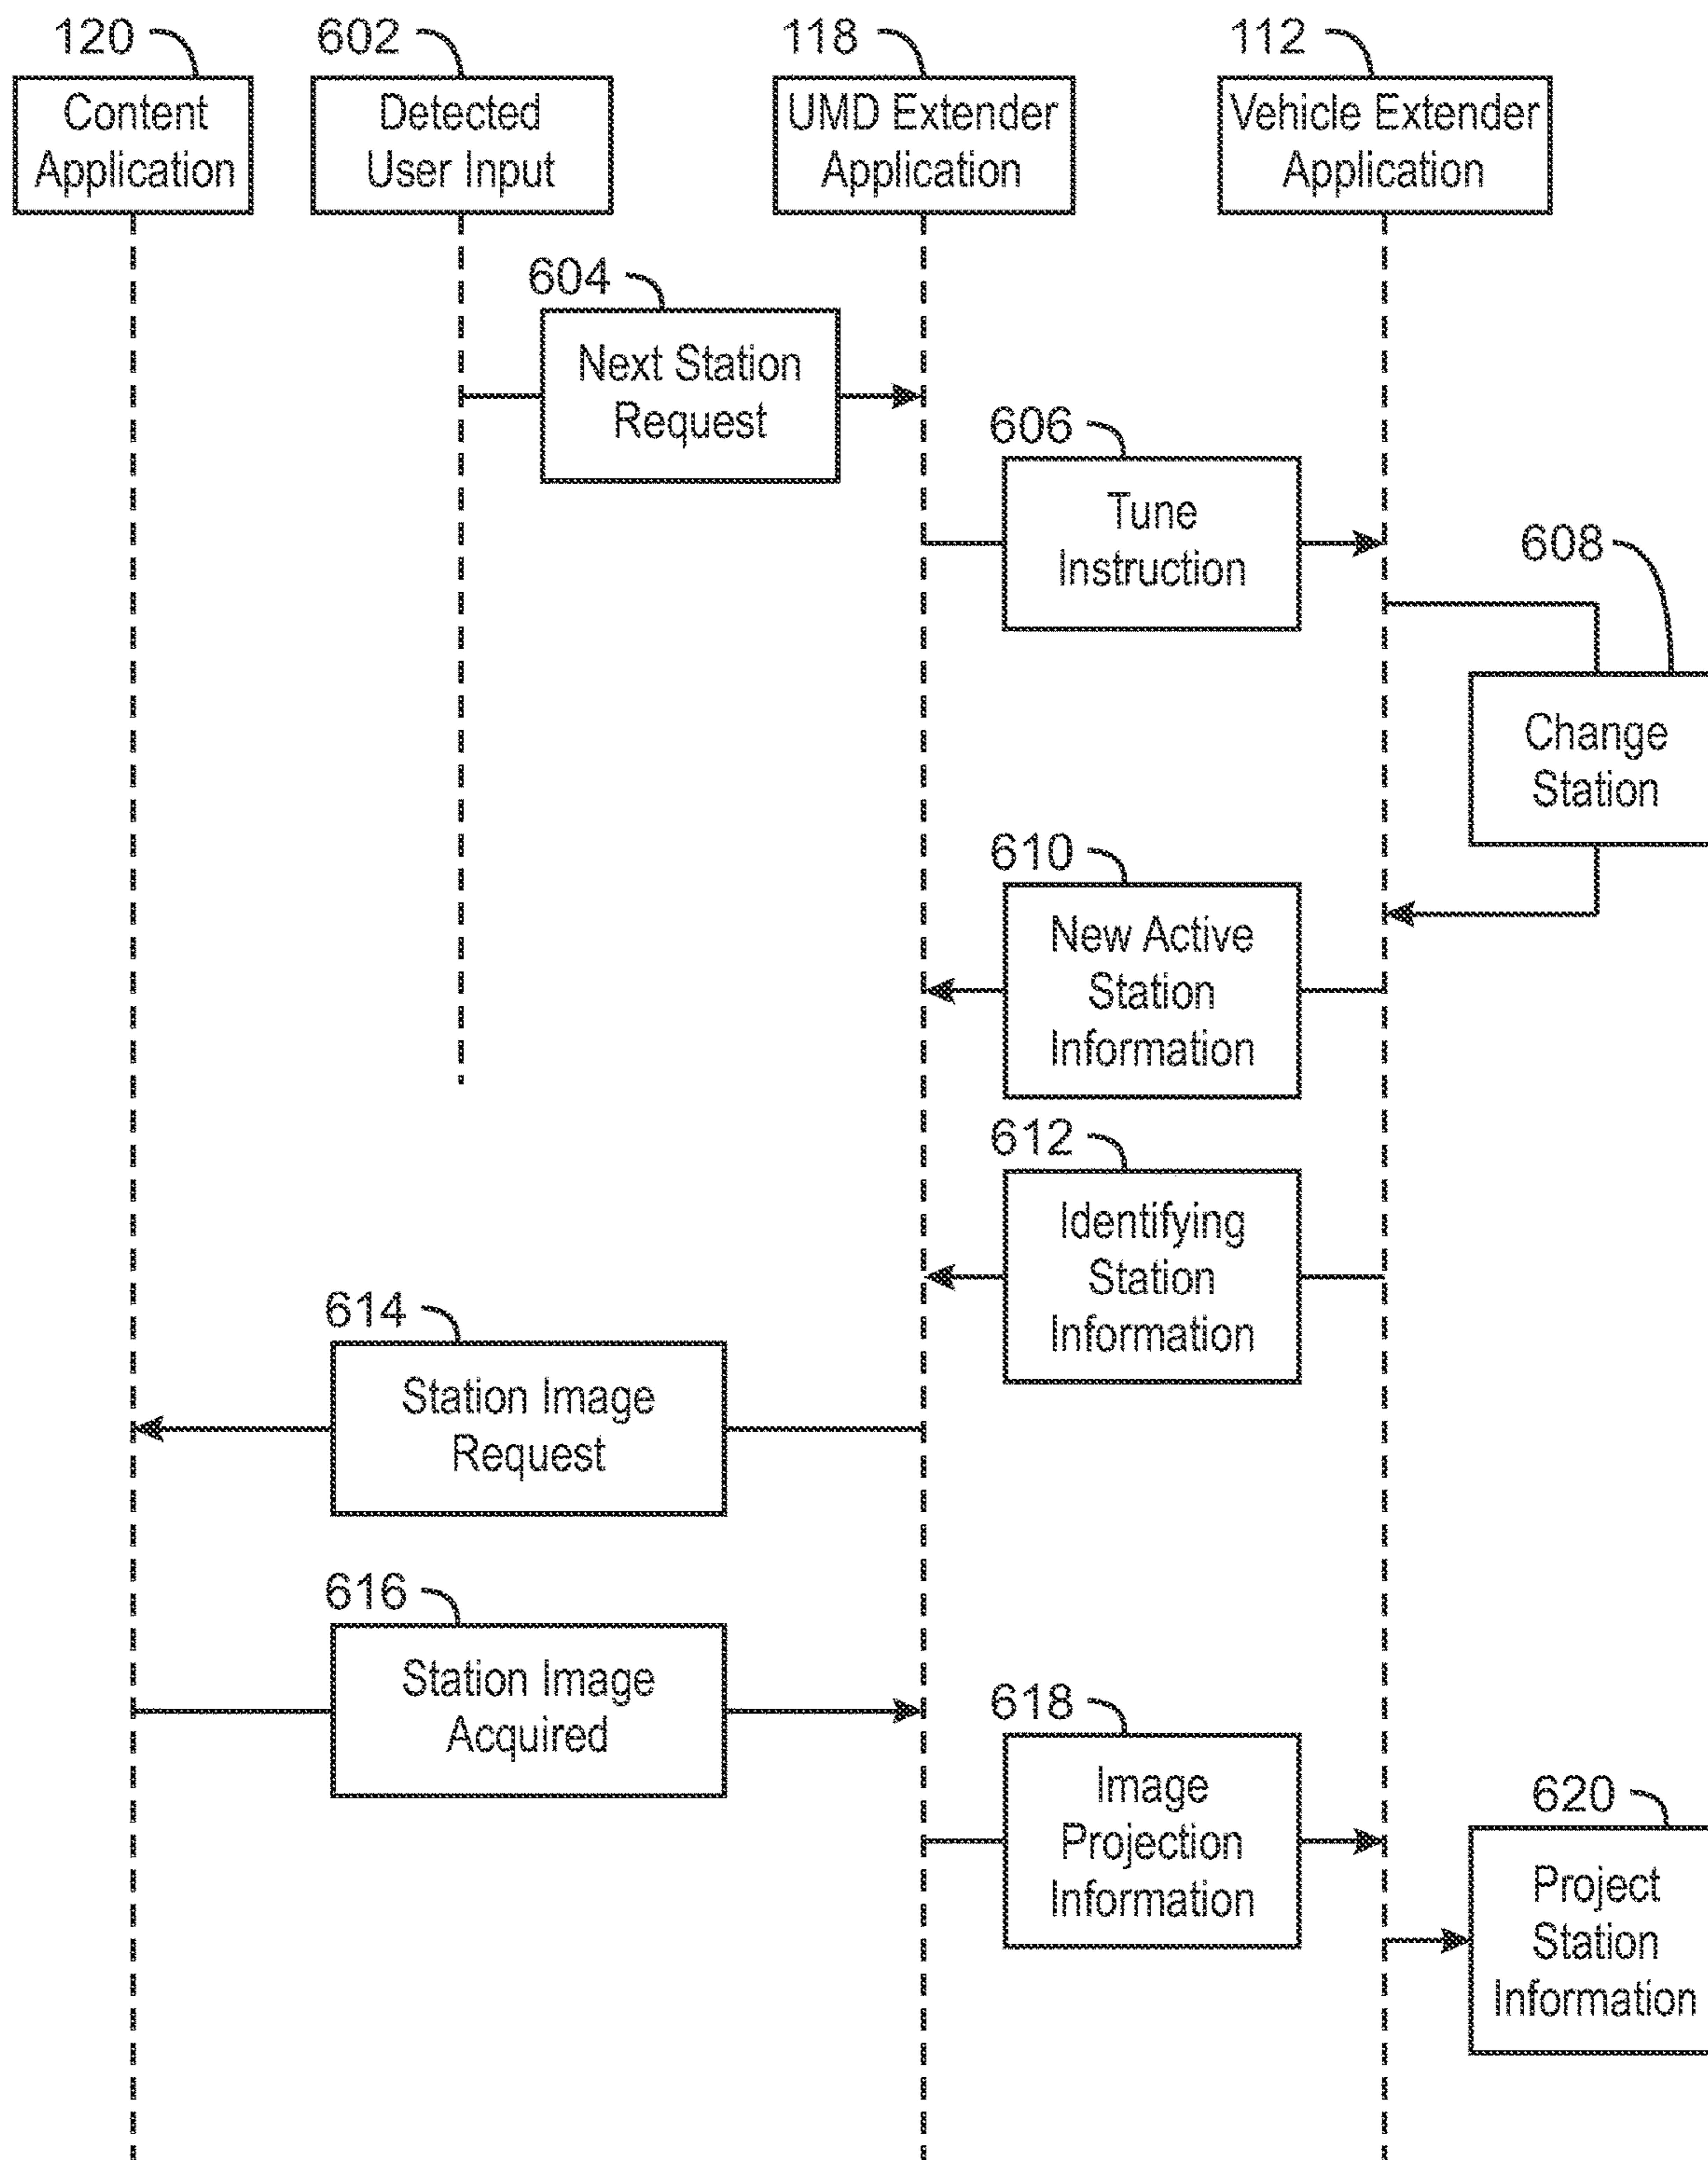 120
602
118
112
Content
Application
Detected
User Input
UMD Extender
Application
Vehicle Extender
Application
604
Next Station
Request
606
Tune
Instruction
608
Change
Station
610
New Active
Station
Information
612
Identifying
Station
Information
614
Station Image
Request
616
Station Image
Acquired
618
Image
Projection
Information
620
Project
Station
Information